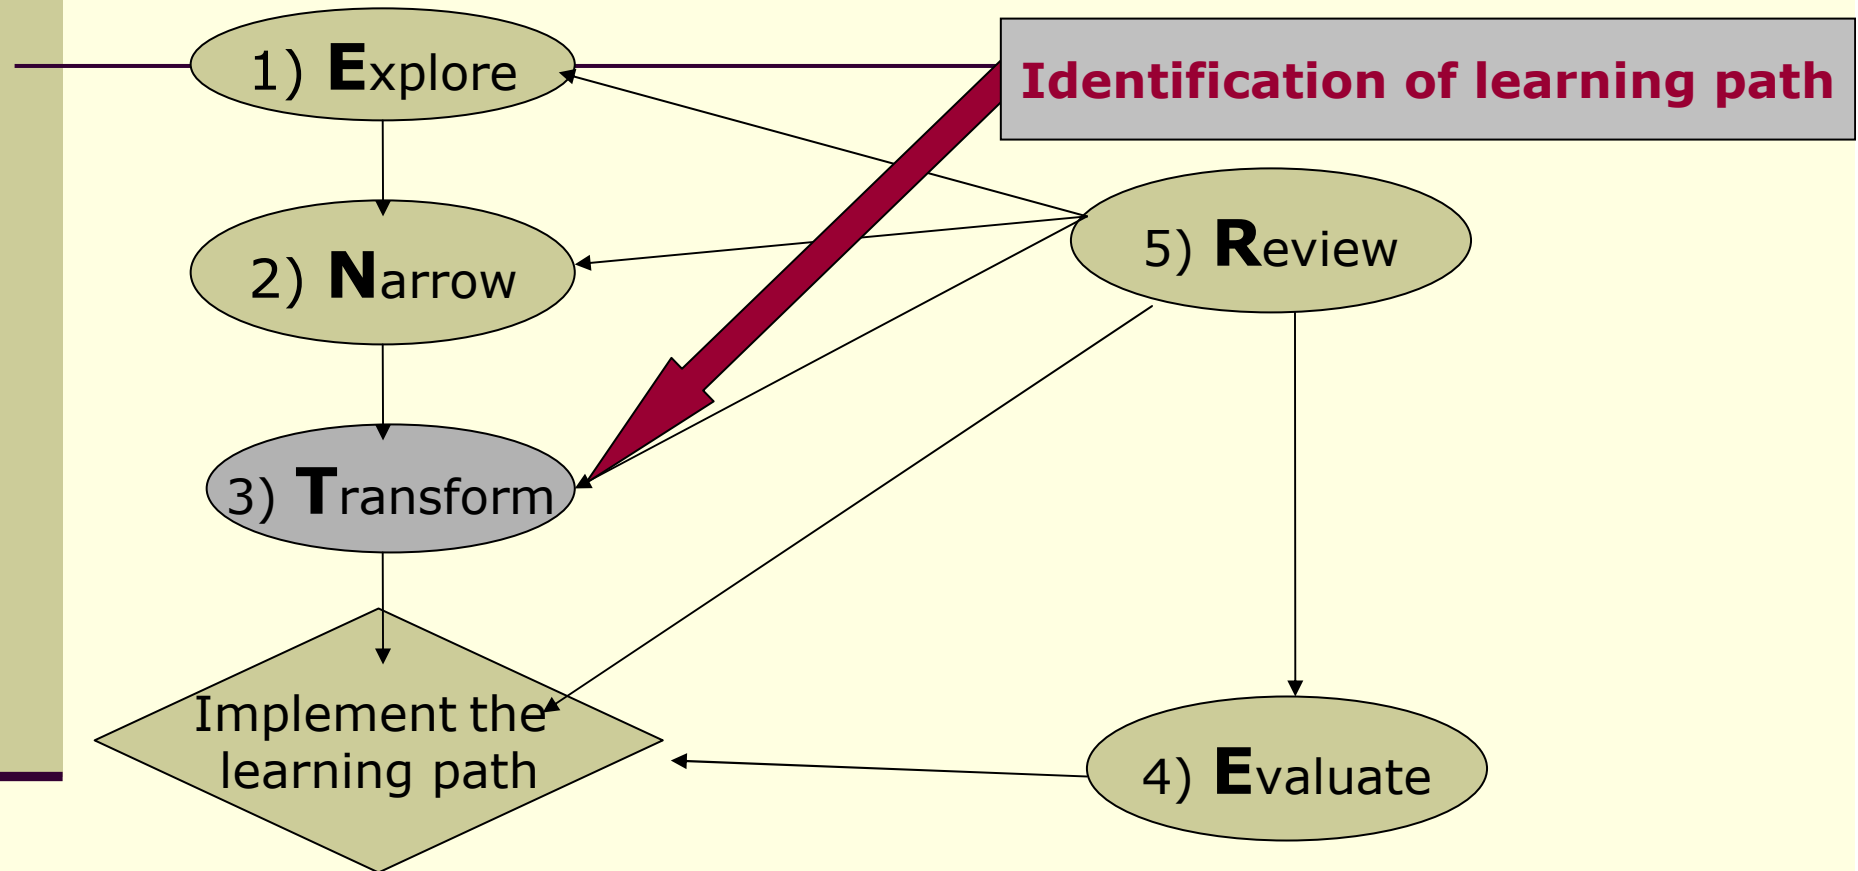 1) Explore
Identification of learning path
2) Narrow
5) Review
3) Transform
Implement the
learning path
4) Evaluate